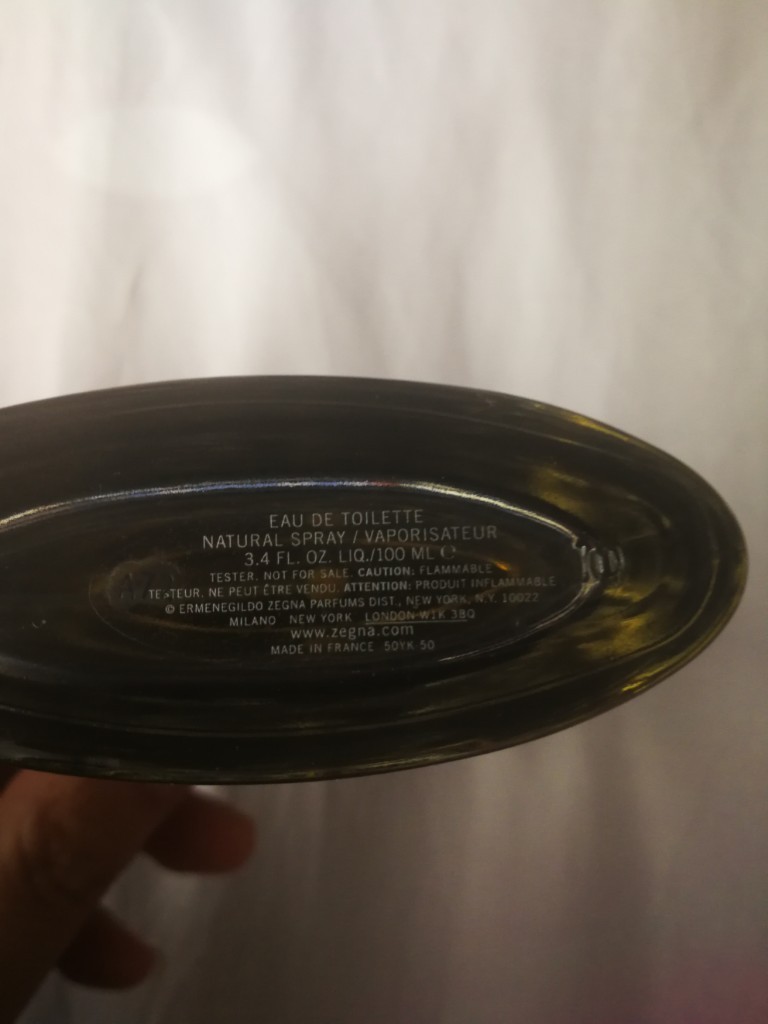 EAU DE TOILETTE
NATURAL SPRAY / VAPORISATEUR
3.4 FL. OZ. LIQ./100 ML ℮
TESTER. NOT FOR SALE. CAUTION: FLAMMABLE
TESTEUR. NE PEUT ÊTRE VENDU. ATTENTION: PRODUIT INFLAMMABLE
© ERMENEGILDO ZEGNA PARFUMS DIST., NEW YORK, N.Y. 10022
MILANO NEW YORK LONDON W1K 3BQ
www.zegna.com
MADE IN FRANCE 50YK 50